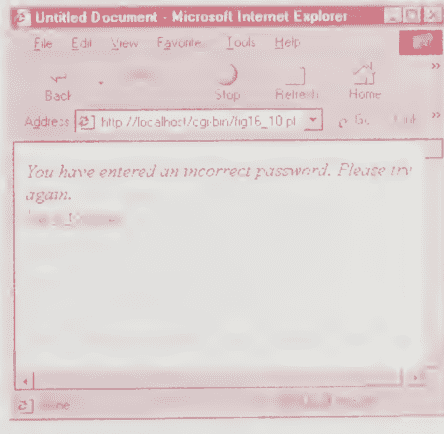 Untitled Document - Microsoft Internet Explorer
File Edit View Favorite Tools Help
Back Stop Refresh Home
Address http://localhost/cgi-bin/fig16_10.pl
You have entered an incorrect password. Please try
again.